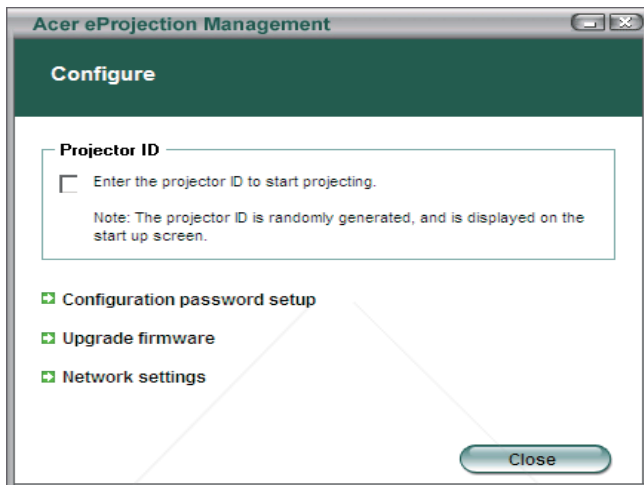 Acer eProjection Management
Configure
Projector ID
Enter the projector ID to start projecting.
Note: The projector ID is randomly generated, and is displayed on the
start up screen.
Configuration password setup
Upgrade firmware
Network settings
Close